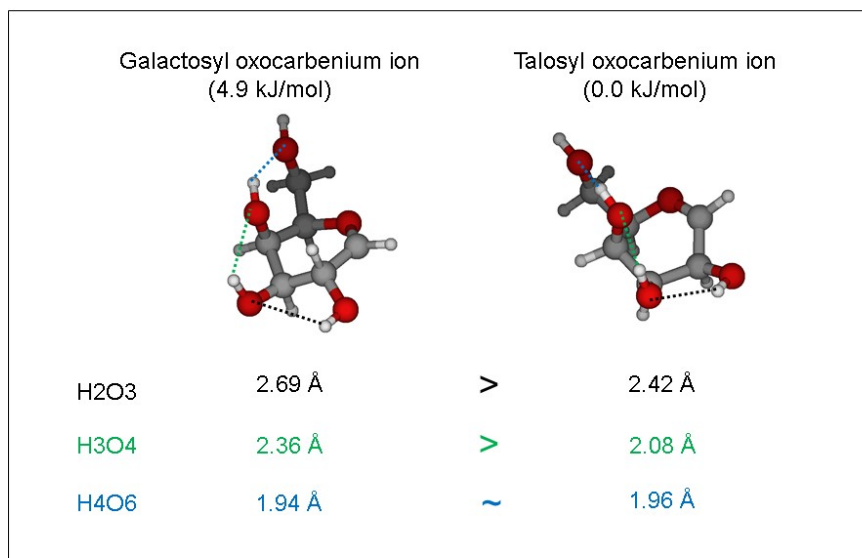 Galactosyl oxocarbenium ion
(4.9 kJ/mol)
Talosyl oxocarbenium ion
(0.0 kJ/mol)
H2O3 2.69 Å > 2.42 Å
H3O4 2.36 Å > 2.08 Å
H4O6 1.94 Å ~ 1.96 Å